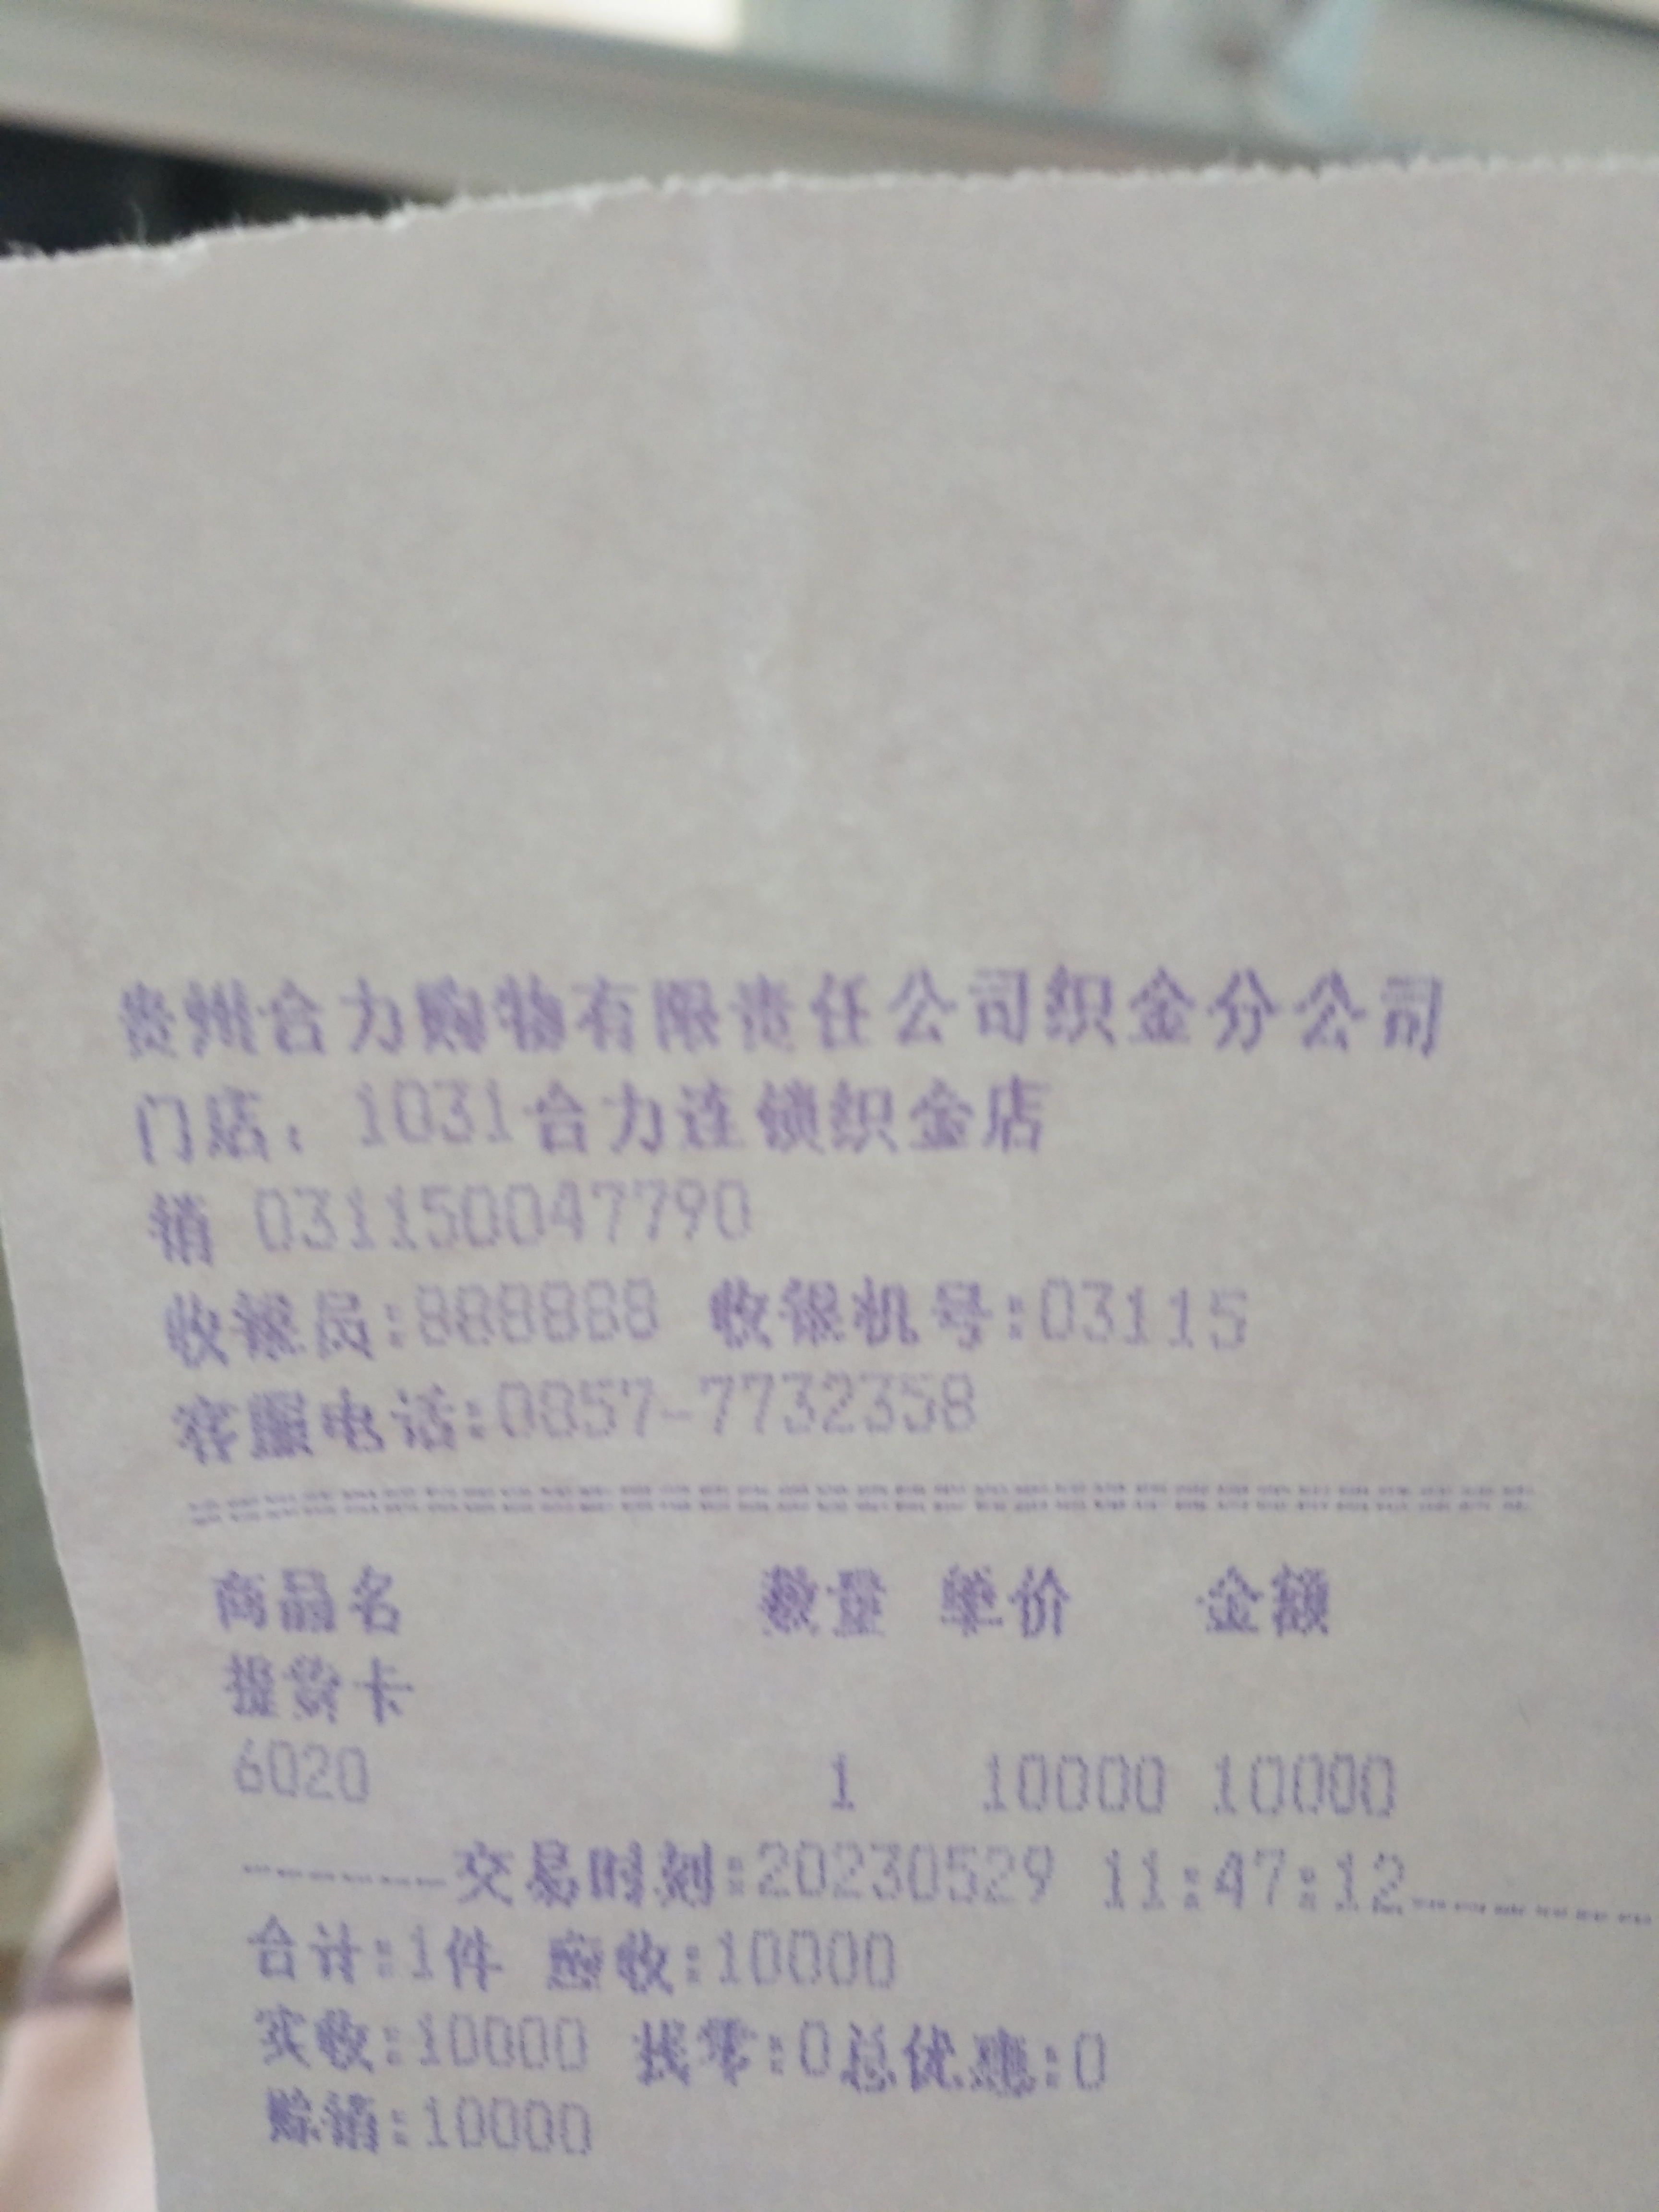 贵州合力购物有限责任公司织金分公司
门店: 1031合力连锁织金店
销 031150047790
收银员:888888 收银机号:03115
客服电话:0857-7732358
================================
商品名 数量 单价 金额
提货卡
6020 1 10000 10000
------交易时刻:20230529 11:47:12------
合计:1件 应收:10000
实收:10000 找零:0总优惠:0
赊销:10000